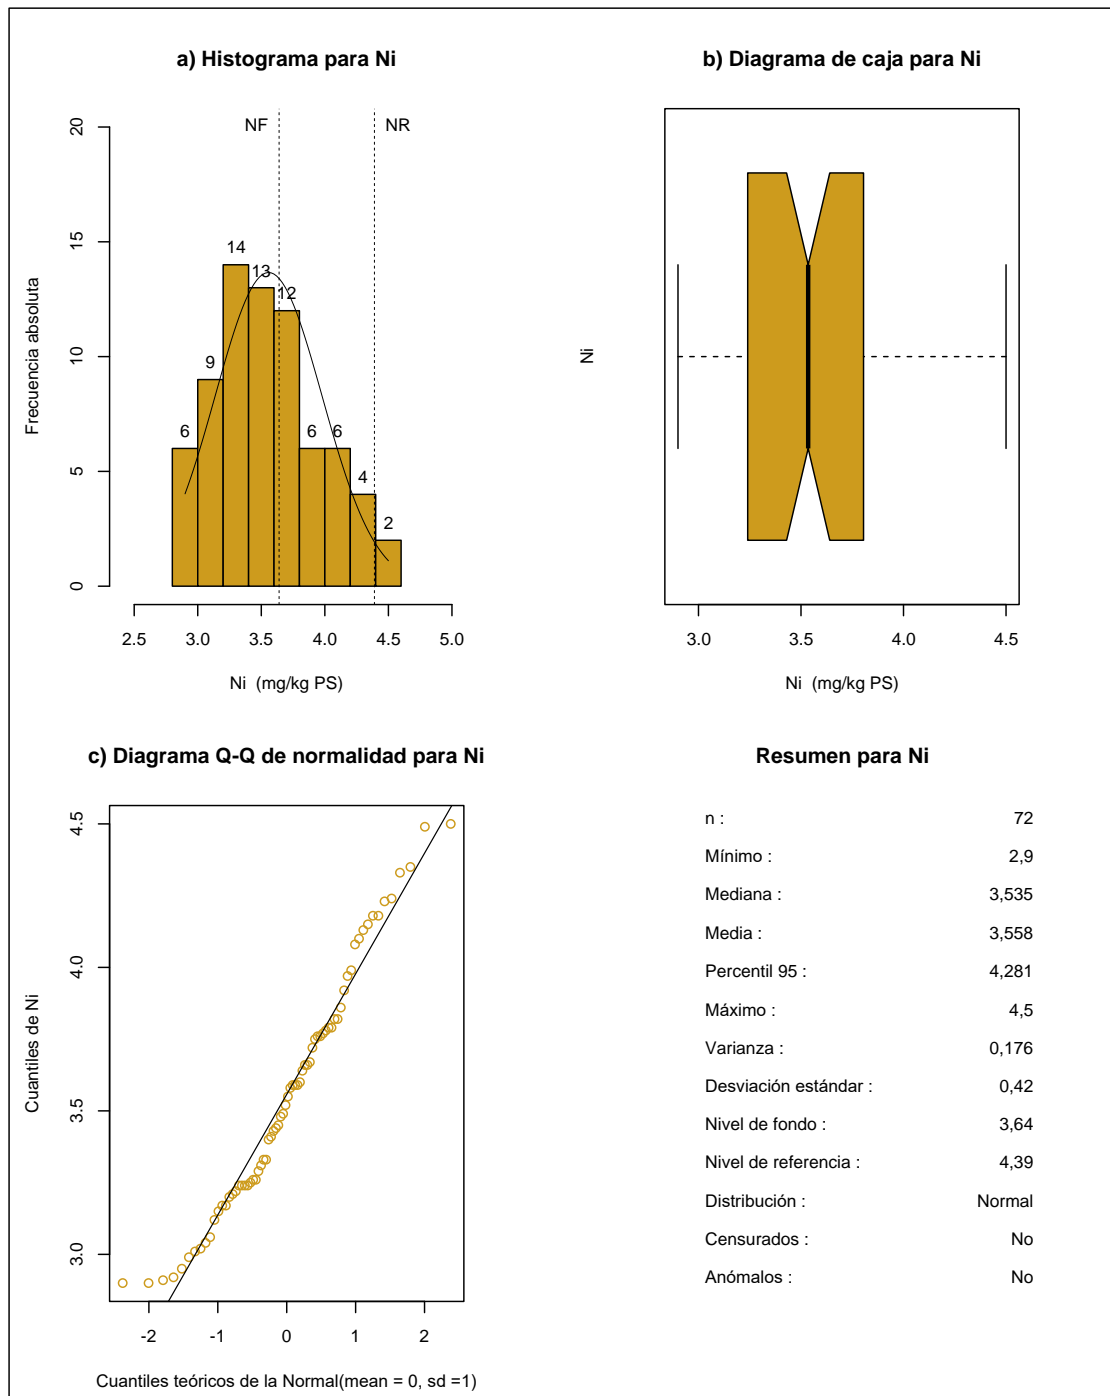 a) Histograma para Ni
NF
NR
20
15
10
5
0
14
13
12
9
6
6
6
4
2
Frecuencia absoluta
2.5 3.0 3.5 4.0 4.5 5.0
Ni (mg/kg PS)
b) Diagrama de caja para Ni
Ni
3.0 3.5 4.0 4.5
Ni (mg/kg PS)
c) Diagrama Q-Q de normalidad para Ni
4.5
4.0
3.5
3.0
Cuantiles de Ni
-2 -1 0 1 2
Cuantiles teóricos de la Normal(mean = 0, sd =1)
Resumen para Ni
n : 72
Mínimo : 2,9
Mediana : 3,535
Media : 3,558
Percentil 95 : 4,281
Máximo : 4,5
Varianza : 0,176
Desviación estándar : 0,42
Nivel de fondo : 3,64
Nivel de referencia : 4,39
Distribución : Normal
Censurados : No
Anómalos : No